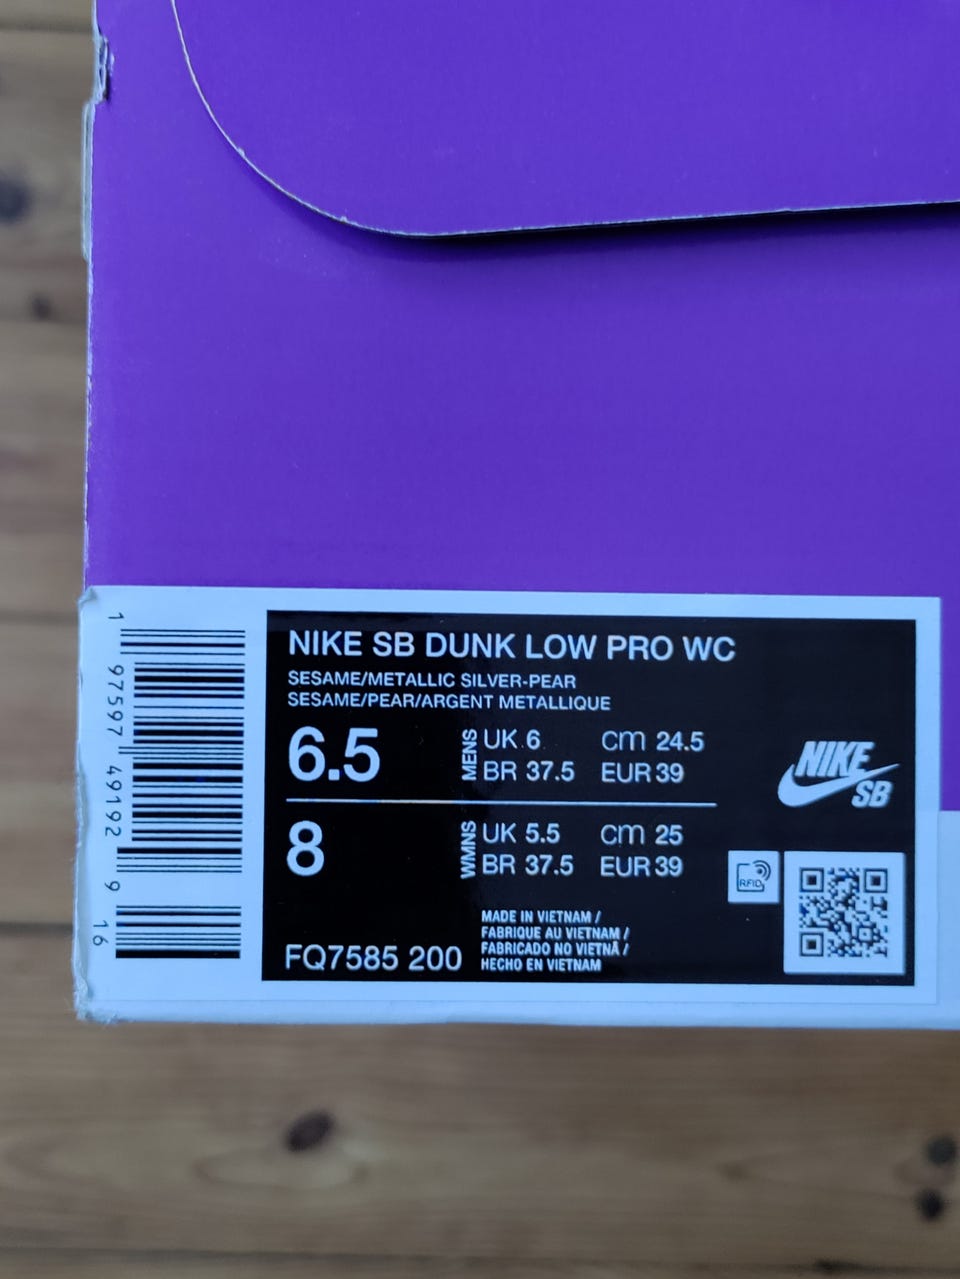 NIKE SB DUNK LOW PRO WC
SESAME/METALLIC SILVER-PEAR
SESAME/PEAR/ARGENT METALLIQUE
6.5
MENS
UK 6
cm 24.5
BR 37.5
EUR 39
8
WMNS
UK 5.5
cm 25
BR 37.5
EUR 39
NIKE
SB
RFID
FQ7585 200
MADE IN VIETNAM /
FABRIQUE AU VIETNAM /
FABRICADO NO VIETNÃ /
HECHO EN VIETNAM
1 97597 49192 9 16